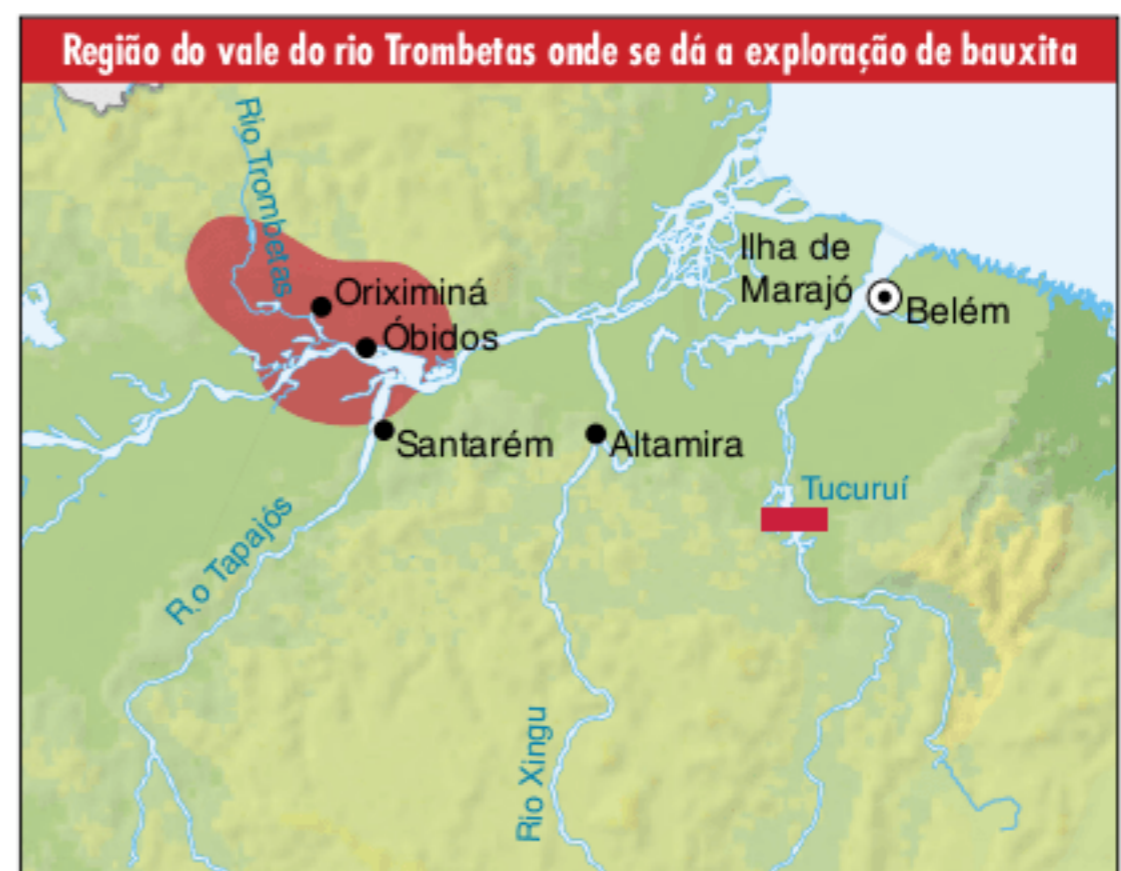 Região do vale do rio Trombetas onde se dá a exploração de bauxita
Rio Trombetas
Oriximiná
Óbidos
Ilha de
Marajó
Belém
Santarém
Altamira
Tucuruí
R.o Tapajós
Rio Xingu